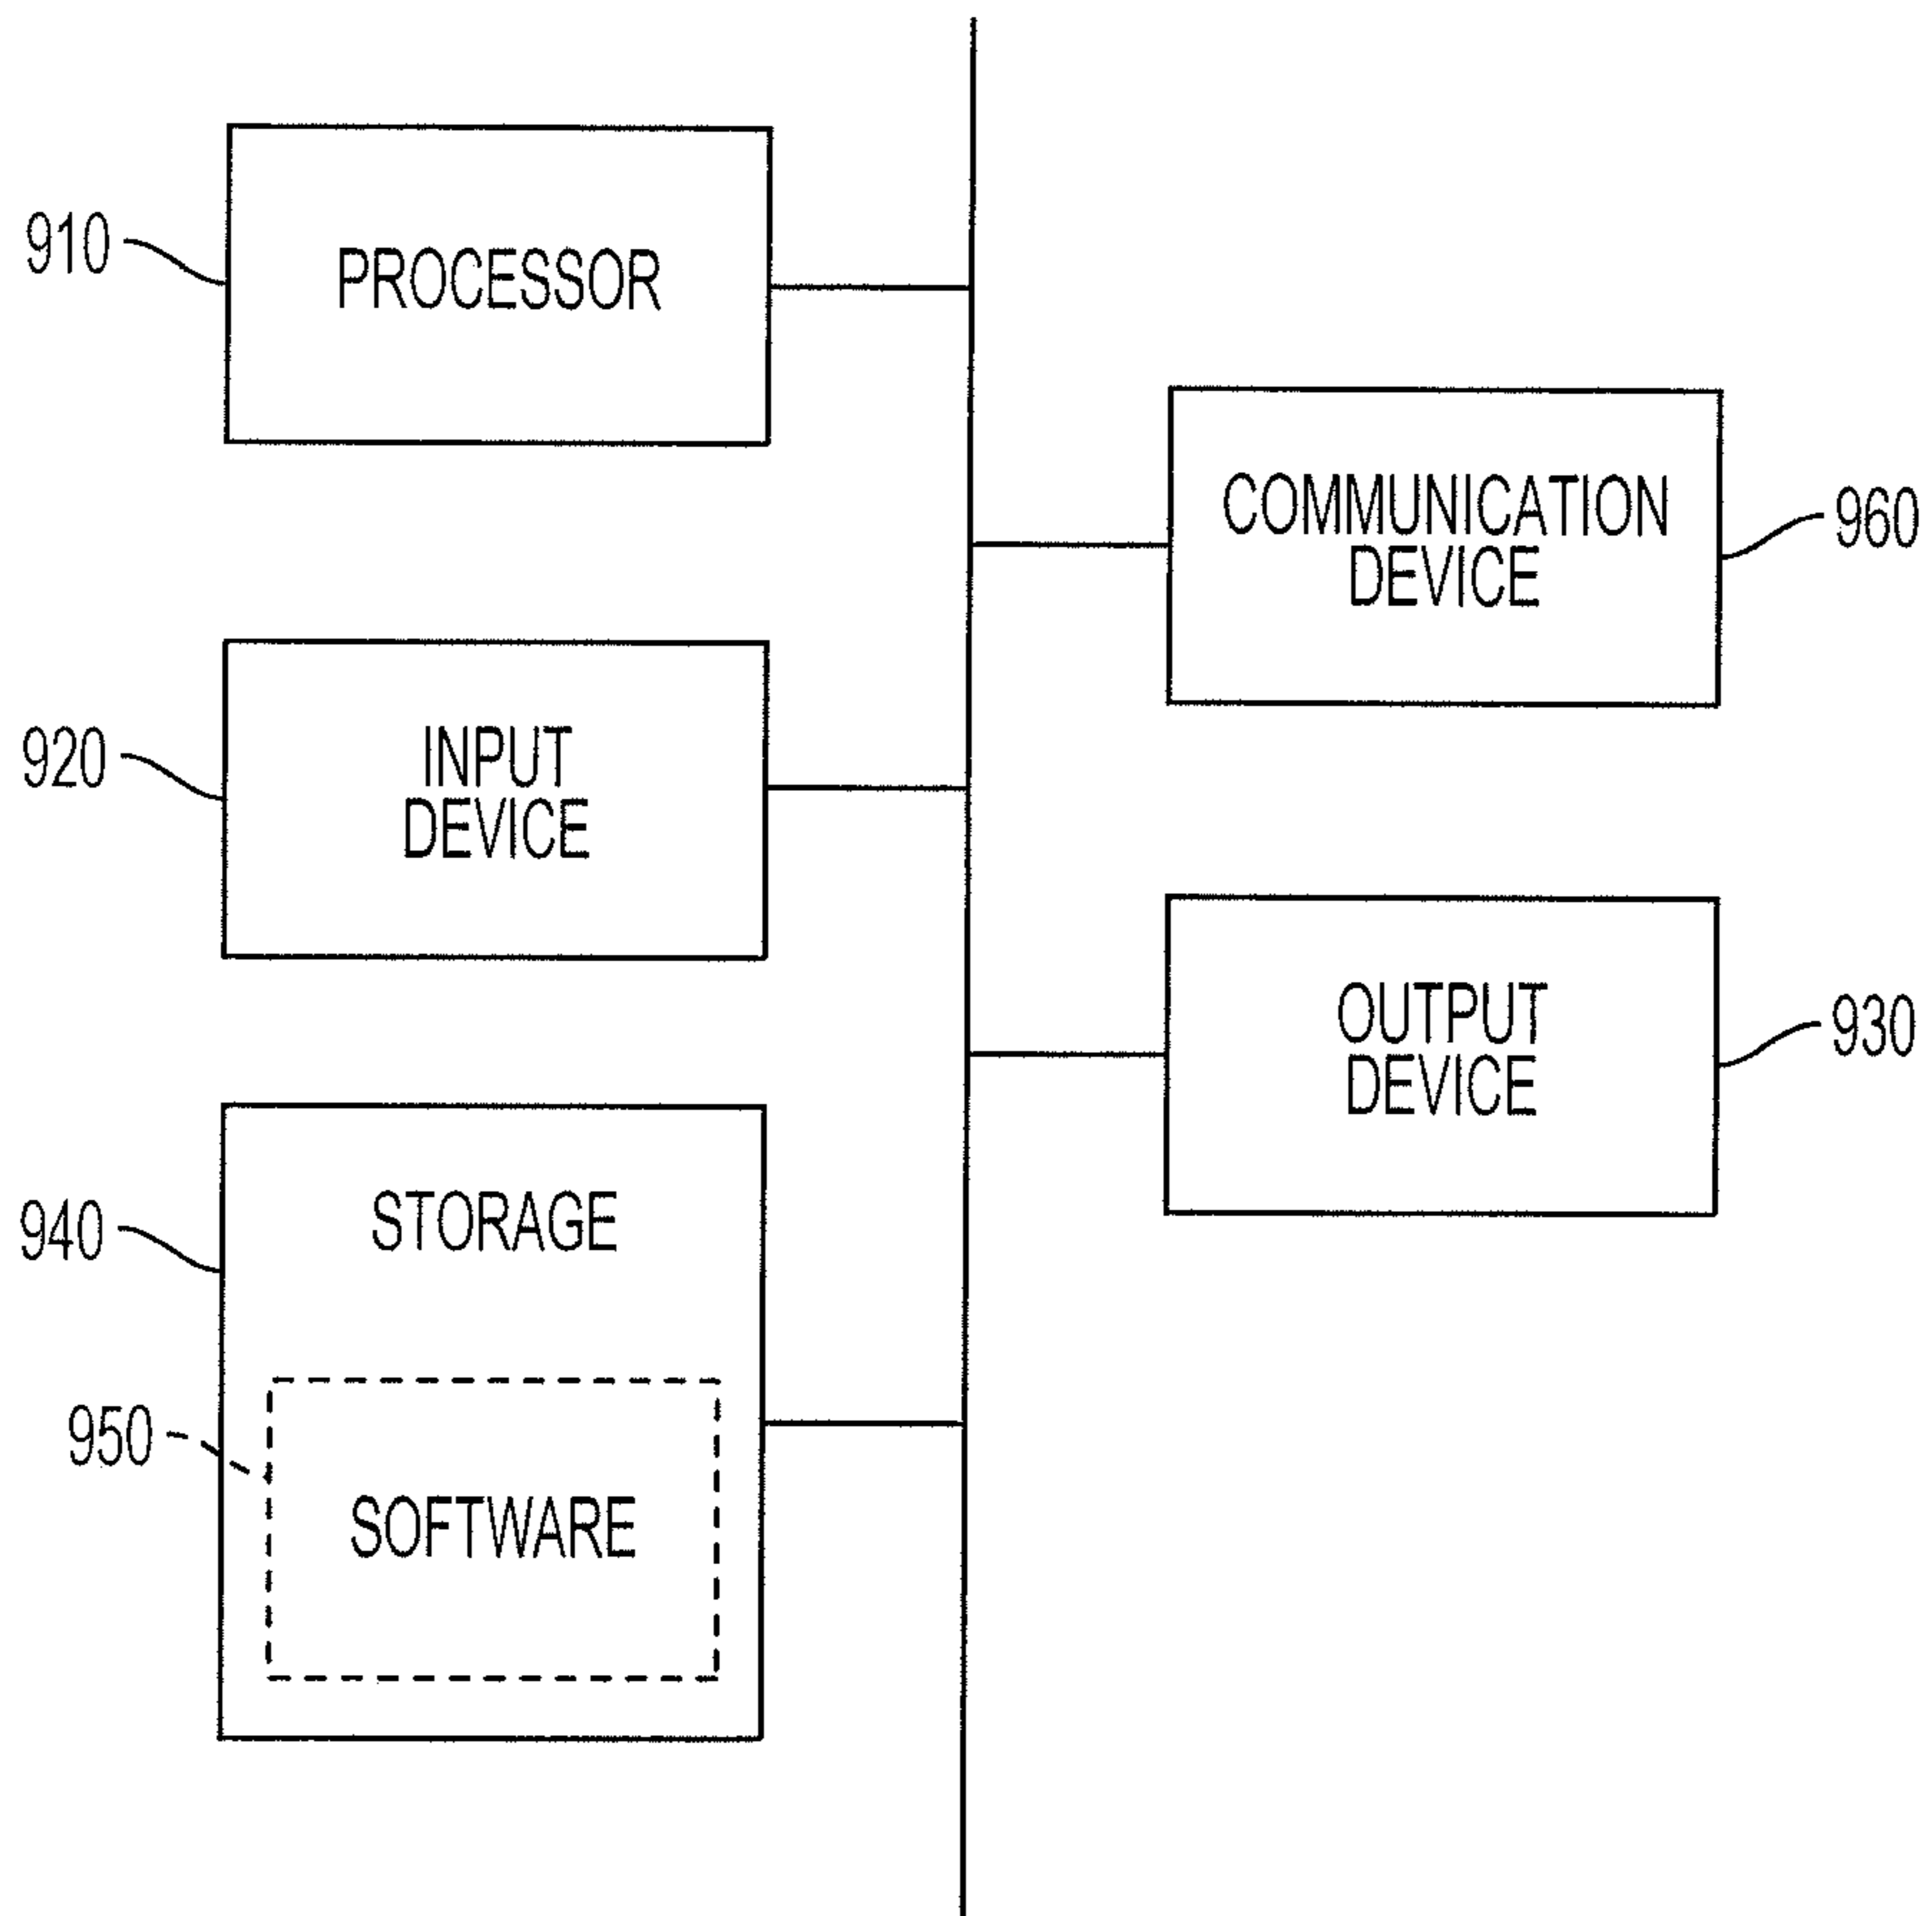 910
PROCESSOR
COMMUNICATION
DEVICE
960
920
INPUT
DEVICE
OUTPUT
DEVICE
930
940
STORAGE
950
SOFTWARE